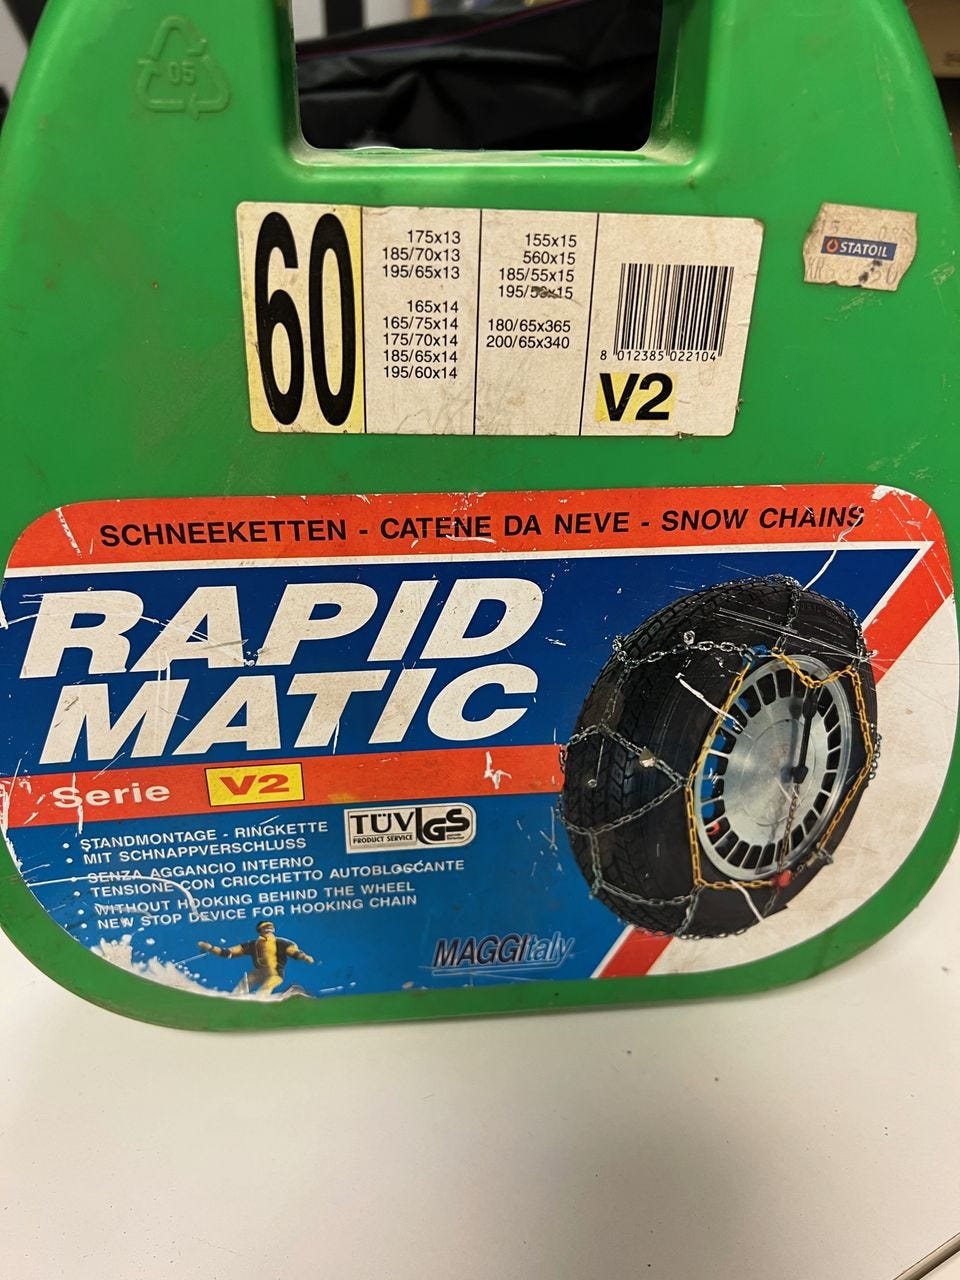 05
60
175x13
185/70x13
195/65x13
165x14
165/75x14
175/70x14
185/65x14
195/60x14
155x15
560x15
185/55x15
195/50x15
180/65x365
200/65x340
8 012385 022104
V2
STATOIL
SCHNEEKETTEN - CATENE DA NEVE - SNOW CHAINS
RAPID
MATIC
Serie V2
• STANDMONTAGE - RINGKETTE
• MIT SCHNAPPVERSCHLUSS
• SENZA AGGANCIO INTERNO
• TENSIONE CON CRICCHETTO AUTOBLOCCANTE
• WITHOUT HOOKING BEHIND THE WHEEL
• NEW STOP DEVICE FOR HOOKING CHAIN
TÜV
PRODUCT SERVICE
GS
MAGGItaly